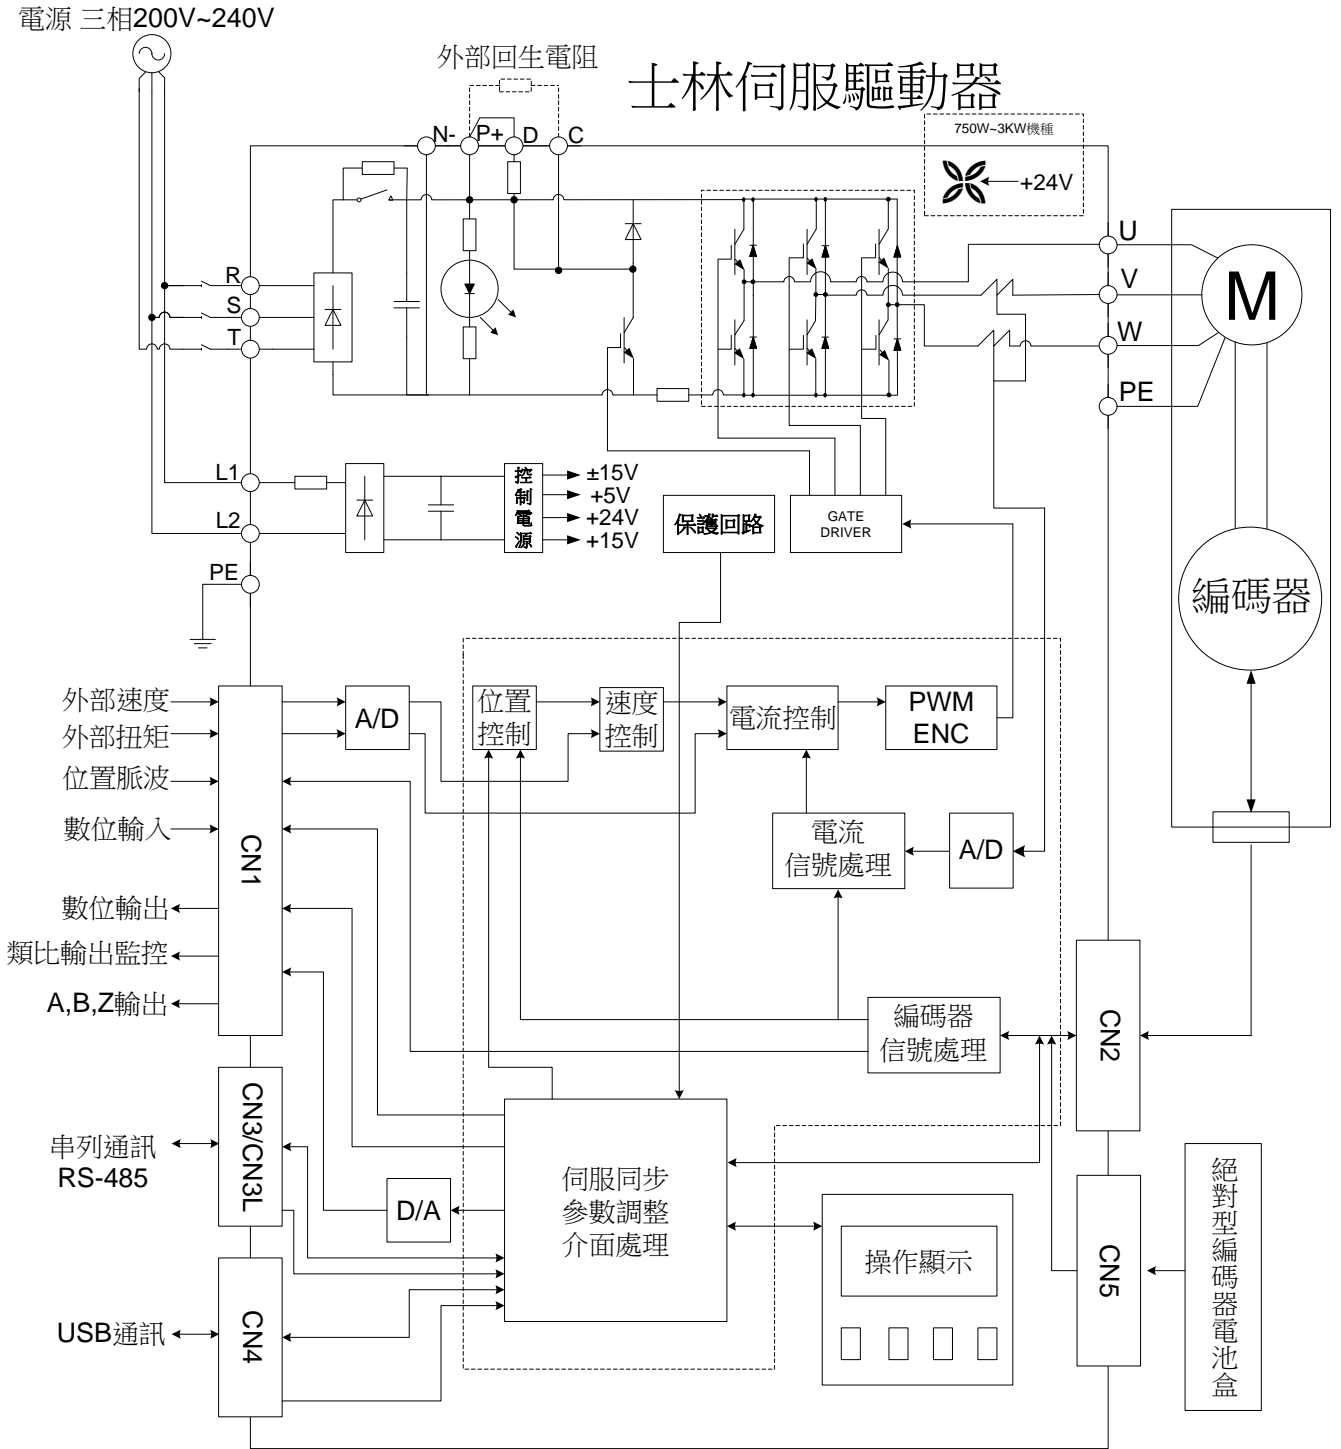 電源 三相200V~240V
外部回生電阻
士林伺服驅動器
N-
P+
D
C
750W~3KW機種
+24V
R
S
T
U
V
W
PE
M
L1
L2
PE
控制電源
±15V
+5V
+24V
+15V
保護回路
GATE
DRIVER
編碼器
外部速度
外部扭矩
位置脈波
數位輸入
數位輸出
類比輸出監控
A,B,Z輸出
CN1
A/D
位置
控制
速度
控制
電流控制
PWM
ENC
電流
信號處理
A/D
編碼器
信號處理
CN2
串列通訊
RS-485
CN3/CN3L
D/A
伺服同步
參數調整
介面處理
操作顯示
CN5
絕對型編碼器電池盒
USB通訊
CN4